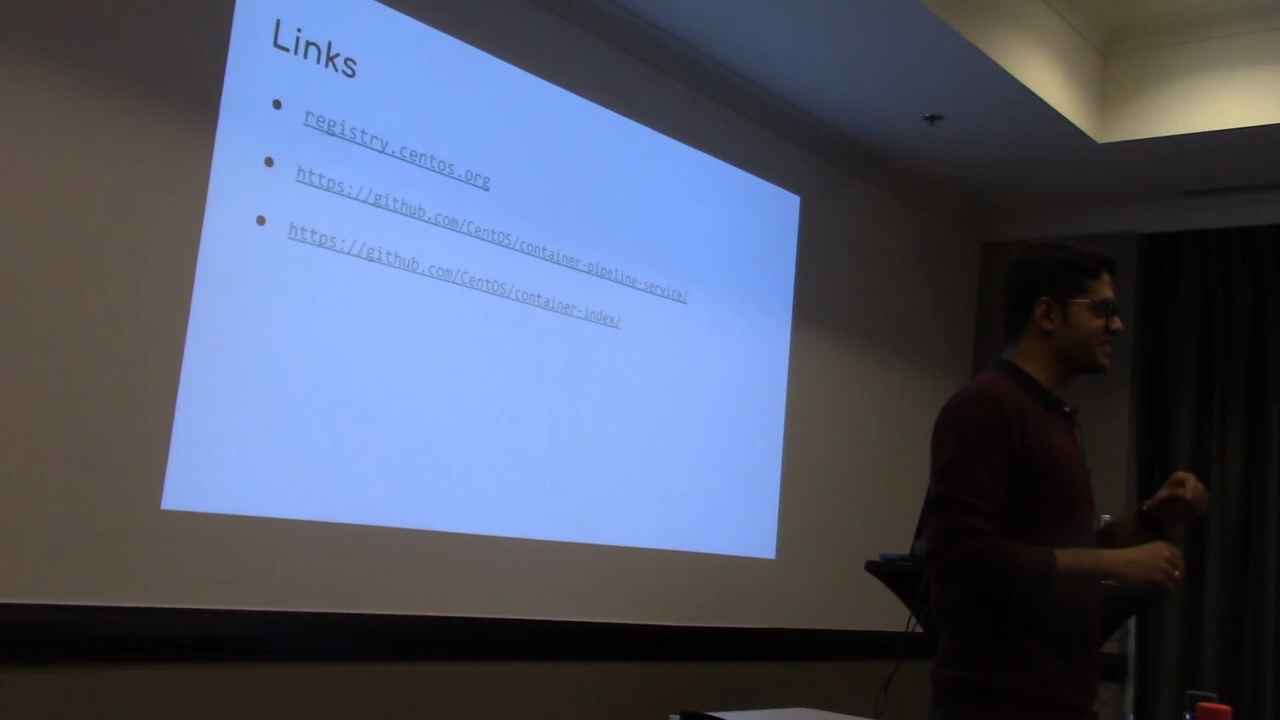 Links
registry.centos.org
https://github.com/CentOS/container-pipeline-service/
https://github.com/CentOS/container-index/